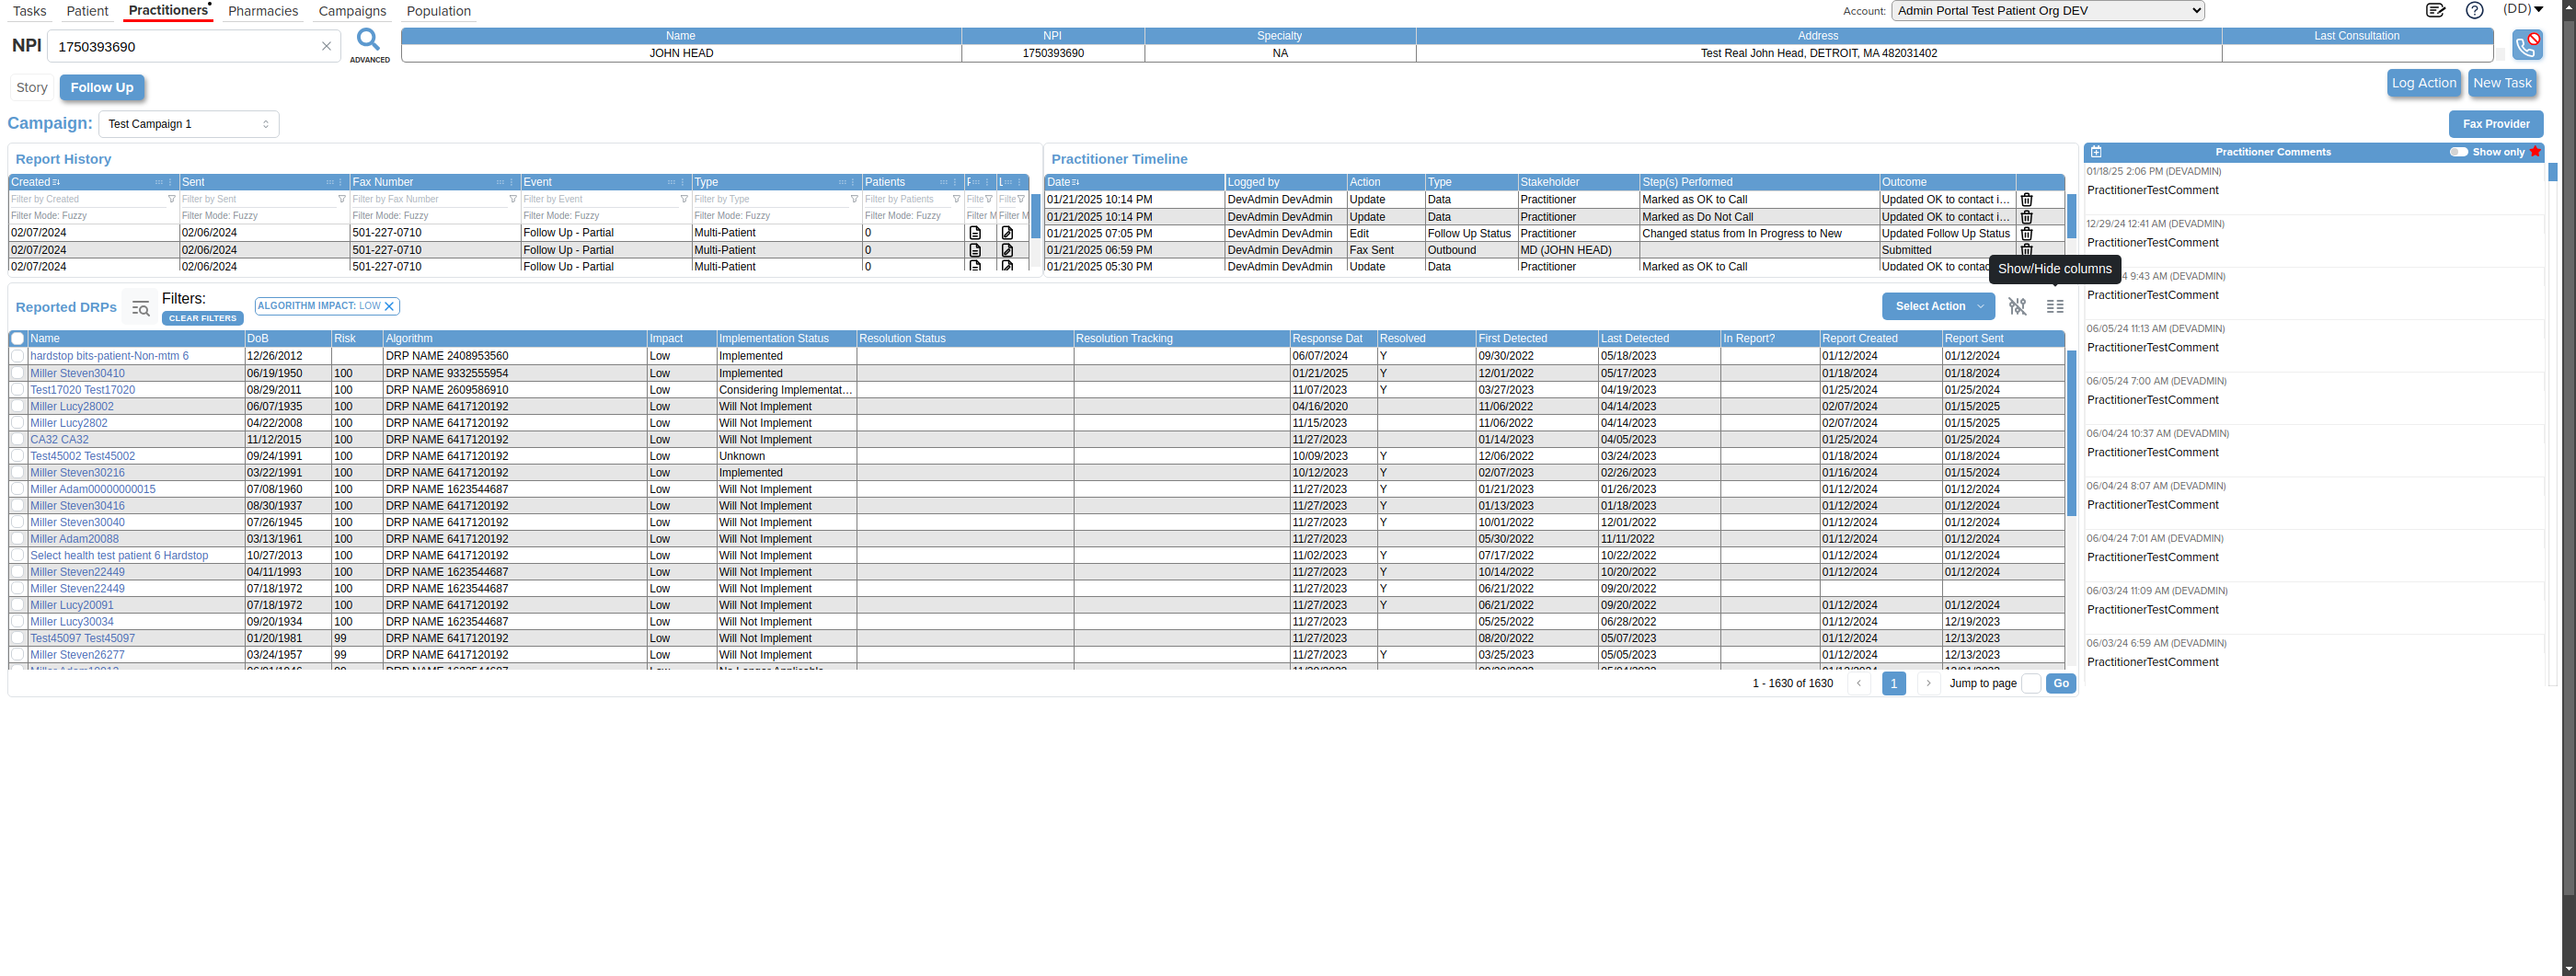 Tasks Patient Practitioners Pharmacies Campaigns Population Account: Admin Portal Test Patient Org DEV (DD)
NPI 1750393690 ADVANCED
Name NPI Specialty Address Last Consultation
JOHN HEAD 1750393690 NA Test Real John Head, DETROIT, MA 482031402
Story Follow Up Log Action New Task
Campaign: Test Campaign 1 Fax Provider
Report History
Created Sent Fax Number Event Type Patients
Filter by Created Filter by Sent Filter by Fax Number Filter by Event Filter by Type Filter by Patients Filte Filte
Filter Mode: Fuzzy Filter Mode: Fuzzy Filter Mode: Fuzzy Filter Mode: Fuzzy Filter Mode: Fuzzy Filter Mode: Fuzzy Filter M Filter M
02/07/2024 02/06/2024 501-227-0710 Follow Up - Partial Multi-Patient 0
02/07/2024 02/06/2024 501-227-0710 Follow Up - Partial Multi-Patient 0
02/07/2024 02/06/2024 501-227-0710 Follow Up - Partial Multi-Patient 0
Practitioner Timeline
Date Logged by Action Type Stakeholder Step(s) Performed Outcome
01/21/2025 10:14 PM DevAdmin DevAdmin Update Data Practitioner Marked as OK to Call Updated OK to contact i...
01/21/2025 10:14 PM DevAdmin DevAdmin Update Data Practitioner Marked as Do Not Call Updated OK to contact i...
01/21/2025 07:05 PM DevAdmin DevAdmin Edit Follow Up Status Practitioner Changed status from In Progress to New Updated Follow Up Status
01/21/2025 06:59 PM DevAdmin DevAdmin Fax Sent Outbound MD (JOHN HEAD) Submitted
01/21/2025 05:30 PM DevAdmin DevAdmin Update Data Practitioner Marked as OK to Call Updated OK to contac
Show/Hide columns
Reported DRPs Filters: CLEAR FILTERS ALGORITHM IMPACT: LOW Select Action
Name DoB Risk Algorithm Impact Implementation Status Resolution Status Resolution Tracking Response Dat Resolved First Detected Last Detected In Report? Report Created Report Sent
hardstop bits-patient-Non-mtm 6 12/26/2012 DRP NAME 2408953560 Low Implemented 06/07/2024 Y 09/30/2022 05/18/2023 01/12/2024 01/12/2024
Miller Steven30410 06/19/1950 100 DRP NAME 9332555954 Low Implemented 01/21/2025 Y 12/01/2022 05/17/2023 01/18/2024 01/18/2024
Test17020 Test17020 08/29/2011 100 DRP NAME 2609586910 Low Considering Implementat... 11/07/2023 Y 03/27/2023 04/19/2023 01/25/2024 01/25/2024
Miller Lucy28002 06/07/1935 100 DRP NAME 6417120192 Low Will Not Implement 04/16/2020 11/06/2022 04/14/2023 02/07/2024 01/15/2025
Miller Lucy2802 04/22/2008 100 DRP NAME 6417120192 Low Will Not Implement 11/15/2023 11/06/2022 04/14/2023 02/07/2024 01/15/2025
CA32 CA32 11/12/2015 100 DRP NAME 6417120192 Low Will Not Implement 11/27/2023 Y 01/14/2023 04/05/2023 01/25/2024 01/25/2024
Test45002 Test45002 09/24/1991 100 DRP NAME 6417120192 Low Unknown 10/09/2023 Y 12/06/2022 03/24/2023 01/18/2024 01/18/2024
Miller Steven30216 03/22/1991 100 DRP NAME 6417120192 Low Implemented 10/12/2023 Y 02/07/2023 02/26/2023 01/16/2024 01/15/2024
Miller Adam00000000015 07/08/1960 100 DRP NAME 1623544687 Low Will Not Implement 11/27/2023 Y 01/21/2023 01/26/2023 01/12/2024 01/12/2024
Miller Steven30416 08/30/1937 100 DRP NAME 6417120192 Low Will Not Implement 11/27/2023 Y 01/13/2023 01/18/2023 01/12/2024 01/12/2024
Miller Steven30040 07/26/1945 100 DRP NAME 6417120192 Low Will Not Implement 11/27/2023 Y 10/01/2022 12/01/2022 01/12/2024 01/12/2024
Miller Adam20088 03/13/1961 100 DRP NAME 6417120192 Low Will Not Implement 11/27/2023 05/30/2022 11/11/2022 01/12/2024 01/12/2024
Select health test patient 6 Hardstop 10/27/2013 100 DRP NAME 6417120192 Low Will Not Implement 11/02/2023 Y 07/17/2022 10/22/2022 01/12/2024 01/12/2024
Miller Steven22449 04/11/1993 100 DRP NAME 1623544687 Low Will Not Implement 11/27/2023 Y 10/14/2022 10/20/2022 01/12/2024 01/12/2024
Miller Steven22449 07/18/1972 100 DRP NAME 1623544687 Low Will Not Implement 11/27/2023 Y 06/21/2022 09/20/2022
Miller Lucy20091 07/18/1972 100 DRP NAME 6417120192 Low Will Not Implement 11/27/2023 Y 06/21/2022 09/20/2022 01/12/2024 01/12/2024
Miller Lucy30034 09/20/1934 100 DRP NAME 1623544687 Low Will Not Implement 11/27/2023 05/25/2022 06/28/2022 01/12/2024 12/19/2023
Test45097 Test45097 01/20/1981 99 DRP NAME 6417120192 Low Will Not Implement 11/27/2023 08/20/2022 05/07/2023 01/12/2024 12/13/2023
Miller Steven26277 03/24/1957 99 DRP NAME 6417120192 Low Will Not Implement 11/27/2023 Y 03/25/2023 05/05/2023 01/12/2024 12/13/2023
1 - 1630 of 1630 1 Jump to page Go
Practitioner Comments Show only
01/18/25 2:06 PM (DEVADMIN)
PractitionerTestComment
12/29/24 12:41 AM (DEVADMIN)
PractitionerTestComment
4 9:43 AM (DEVADMIN)
PractitionerTestComment
06/05/24 11:13 AM (DEVADMIN)
PractitionerTestComment
06/05/24 7:00 AM (DEVADMIN)
PractitionerTestComment
06/04/24 10:37 AM (DEVADMIN)
PractitionerTestComment
06/04/24 8:07 AM (DEVADMIN)
PractitionerTestComment
06/04/24 7:01 AM (DEVADMIN)
PractitionerTestComment
06/03/24 11:09 AM (DEVADMIN)
PractitionerTestComment
06/03/24 6:59 AM (DEVADMIN)
PractitionerTestComment